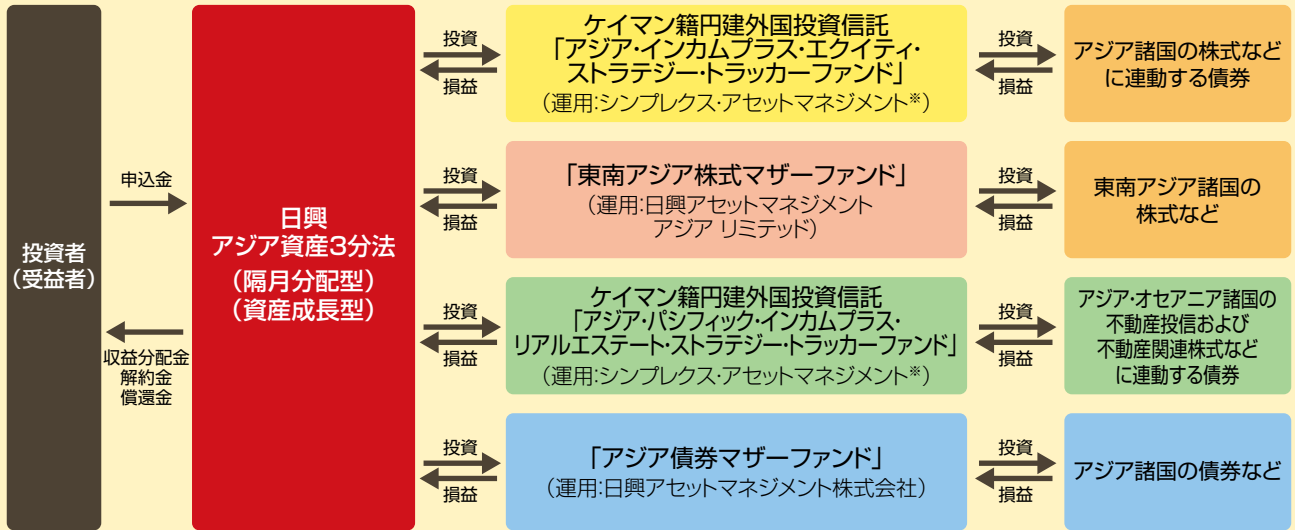 投資者
（受益者）
申込金
収益分配金
解約金
償還金
日興
アジア資産3分法
（隔月分配型）
（資産成長型）
投資
損益
ケイマン籍円建外国投資信託
「アジア・インカムプラス・エクイティ・
ストラテジー・トラッカーファンド」
（運用:シンプレクス・アセットマネジメント※）
投資
損益
アジア諸国の株式など
に連動する債券
投資
損益
「東南アジア株式マザーファンド」
（運用:日興アセットマネジメント
アジア リミテッド）
投資
損益
東南アジア諸国の
株式など
投資
損益
ケイマン籍円建外国投資信託
「アジア・パシフィック・インカムプラス・
リアルエステート・ストラテジー・トラッカーファンド」
（運用:シンプレクス・アセットマネジメント※）
投資
損益
アジア・オセアニア諸国の
不動産投信および
不動産関連株式など
に連動する債券
投資
損益
「アジア債券マザーファンド」
（運用:日興アセットマネジメント株式会社）
投資
損益
アジア諸国の債券など